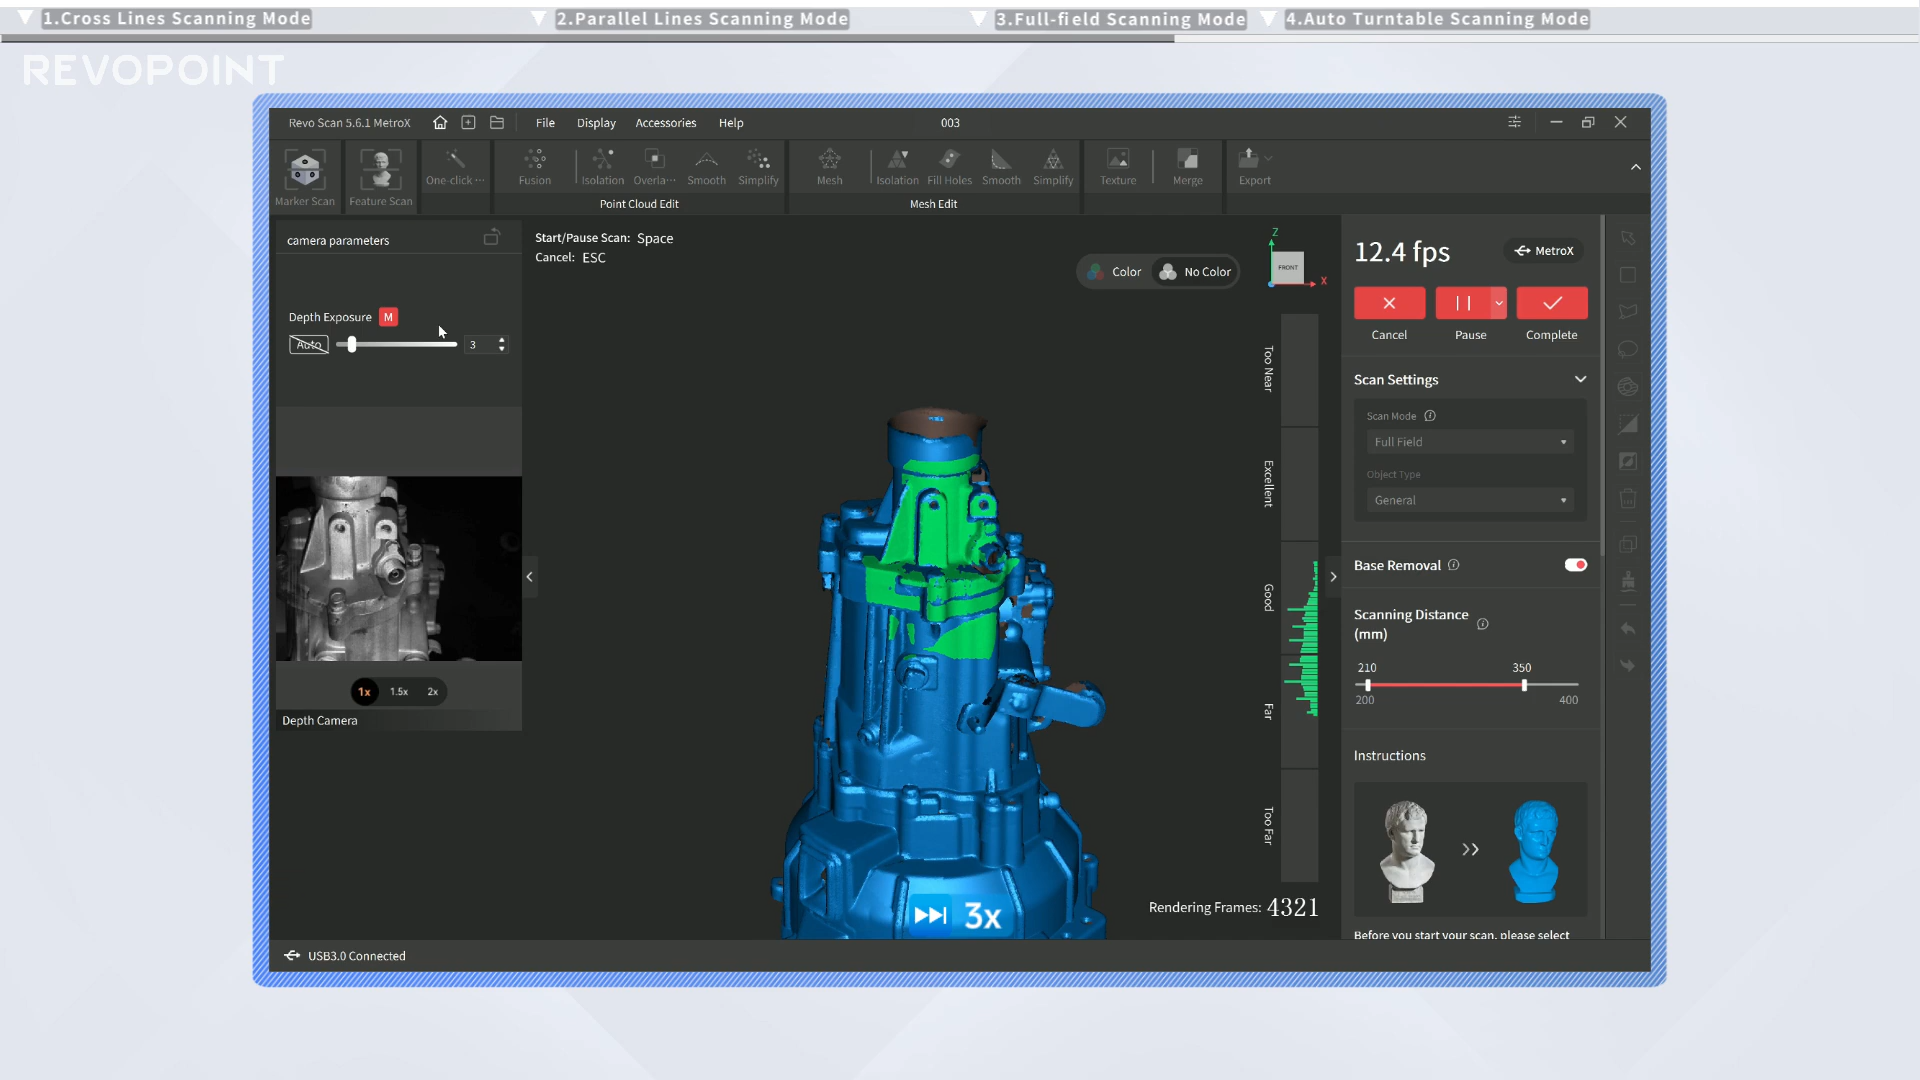 1.Cross Lines Scanning Mode
2.Parallel Lines Scanning Mode
3.Full-field Scanning Mode
4.Auto Turntable Scanning Mode
REVOPOINT
Revo Scan 5.6.1 MetroX
File
Display
Accessories
Help
003
Marker Scan
Feature Scan
One-click ···
Fusion
Isolation
Overla···
Smooth
Simplify
Point Cloud Edit
Mesh
Isolation
Fill Holes
Smooth
Simplify
Mesh Edit
Texture
Merge
Export
camera parameters
Depth Exposure M
Auto
3
1x 1.5x 2x
Depth Camera
Start/Pause Scan: Space
Cancel: ESC
Color
No Color
Z
FRONT
X
Too Near
Excellent
Good
Far
Too Far
3x
Rendering Frames: 4321
12.4 fps
MetroX
Cancel
Pause
Complete
Scan Settings
Scan Mode
Full Field
Object Type
General
Base Removal
Scanning Distance
(mm)
210 350
200 400
Instructions
Before you start your scan, please select
USB3.0 Connected